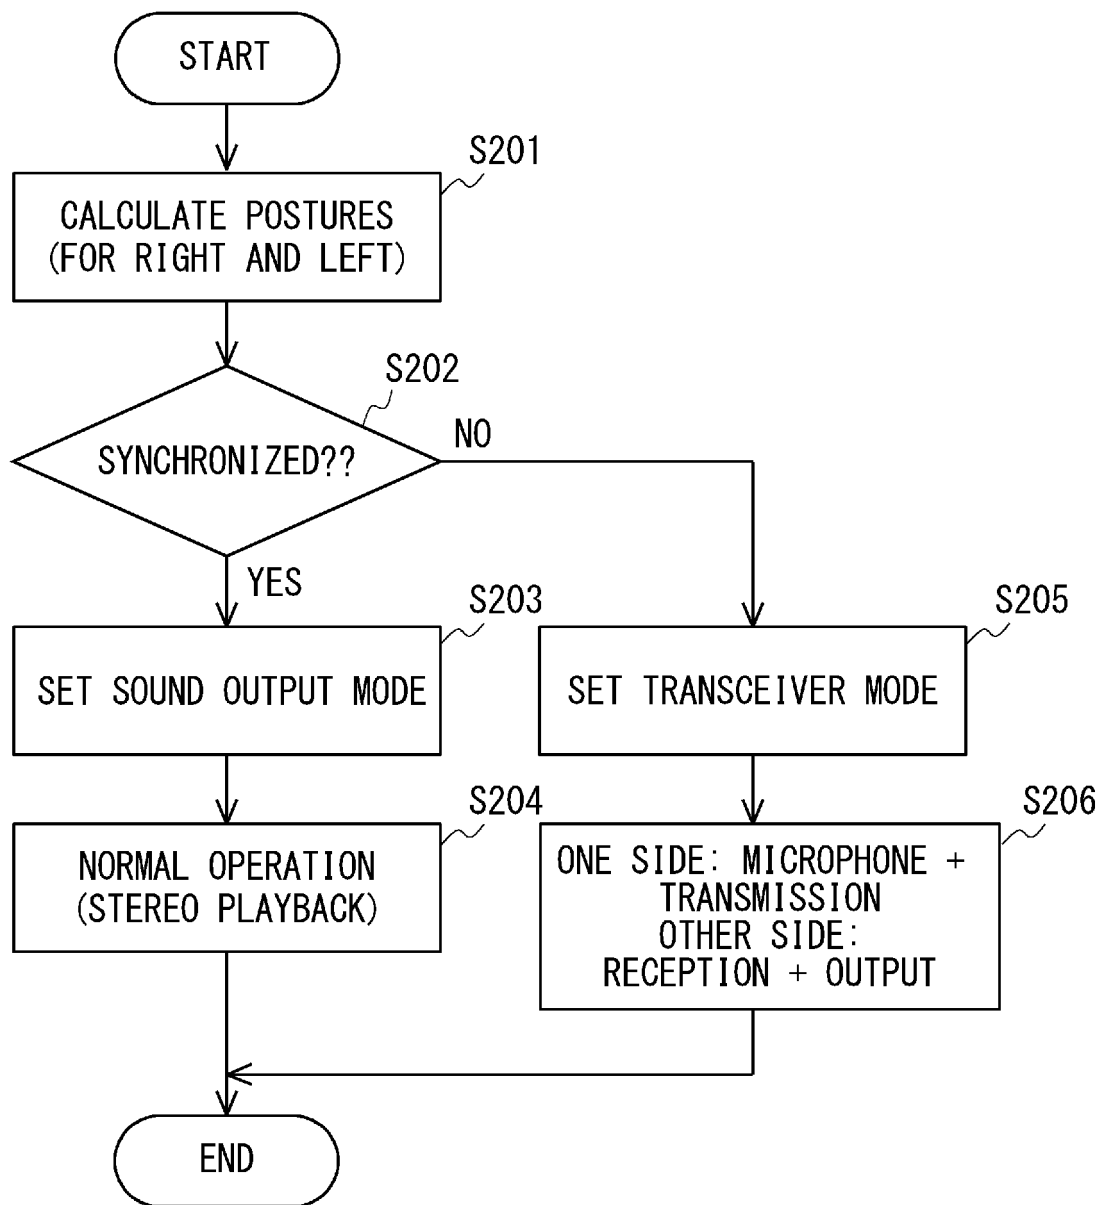 START
S201
CALCULATE POSTURES
(FOR RIGHT AND LEFT)
S202
SYNCHRONIZED??
NO
YES
S203
SET SOUND OUTPUT MODE
S205
SET TRANSCEIVER MODE
S204
NORMAL OPERATION
(STEREO PLAYBACK)
S206
ONE SIDE: MICROPHONE +
TRANSMISSION
OTHER SIDE:
RECEPTION + OUTPUT
END